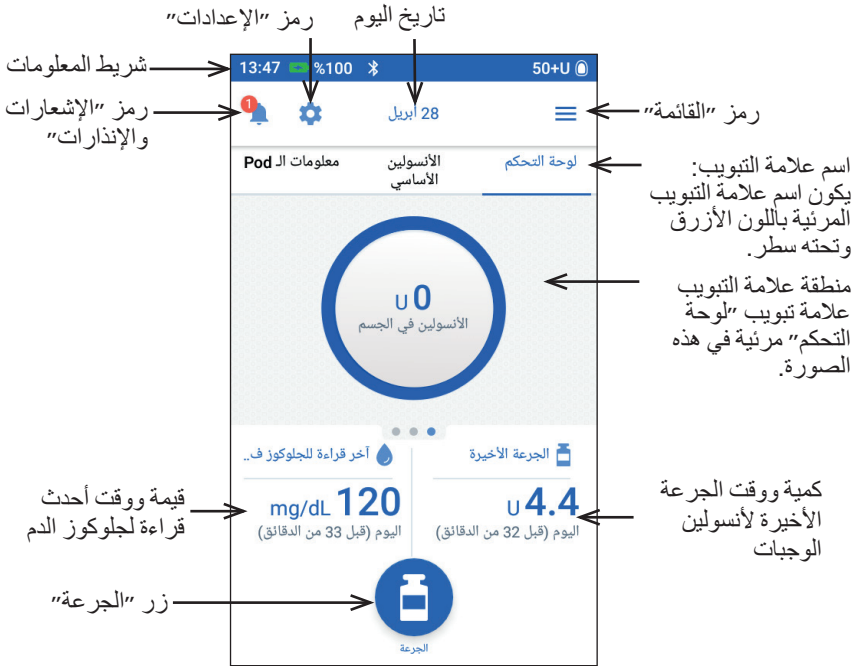 تاريخ اليوم
رمز ״الإعدادات״
شريط المعلومات
13:47 %100 50+U
رمز ״الإشعارات
والإنذارات״
1
28 أبريل
رمز ״القائمة״
لوحة التحكم
الأنسولين
الأساسي
معلومات الـ Pod
اسم علامة التبويب:
يكون اسم علامة التبويب
المرئية باللون الأزرق
وتحته سطر.
منطقة علامة التبويب
علامة تبويب ״لوحة
التحكم״ مرئية في هذه
الصورة.
0 U
الأنسولين في الجسم
الجرعة الأخيرة
آخر قراءة للجلوكوز ف..
4.4 U
اليوم (قبل 32 من الدقائق)
120 mg/dL
اليوم (قبل 33 من الدقائق)
كمية ووقت الجرعة
الأخيرة لأنسولين
الوجبات
قيمة ووقت أحدث
قراءة لجلوكوز الدم
زر ״الجرعة״
الجرعة